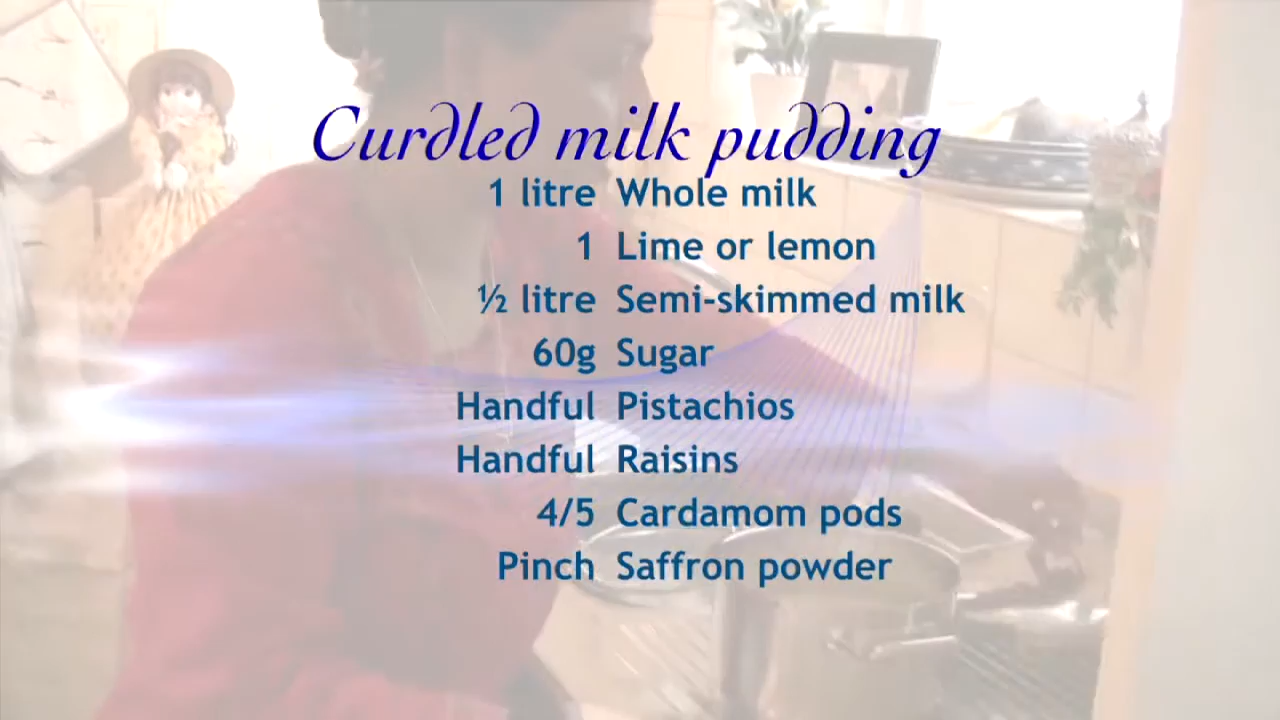 Curdled milk pudding
1 litre Whole milk
1 Lime or lemon
½ litre Semi-skimmed milk
60g Sugar
Handful Pistachios
Handful Raisins
4/5 Cardamom pods
Pinch Saffron powder